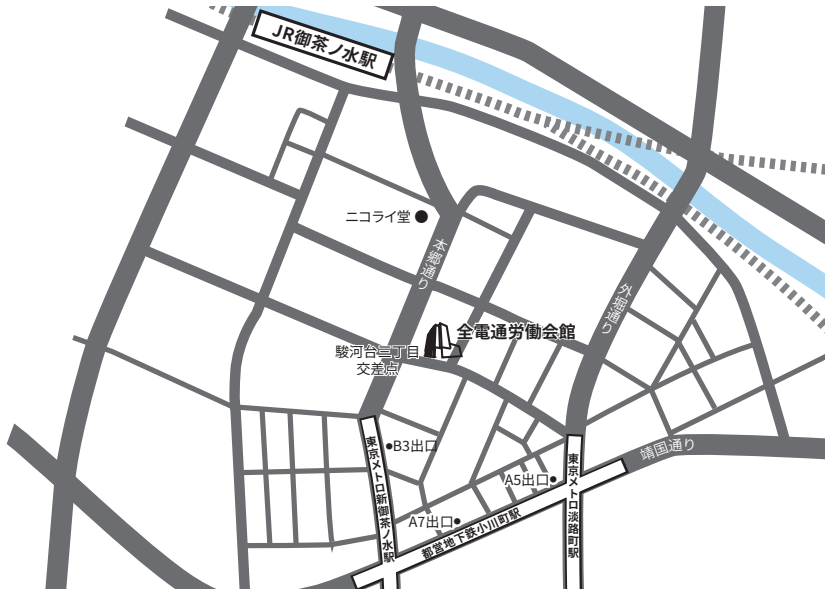 JR御茶ノ水駅
ニコライ堂
本郷通り
外堀通り
全電通労働会館
駿河台三丁目
交差点
B3出口
東京メトロ新御茶ノ水駅
靖国通り
A5出口
東京メトロ淡路町駅
A7出口
都営地下鉄小川町駅